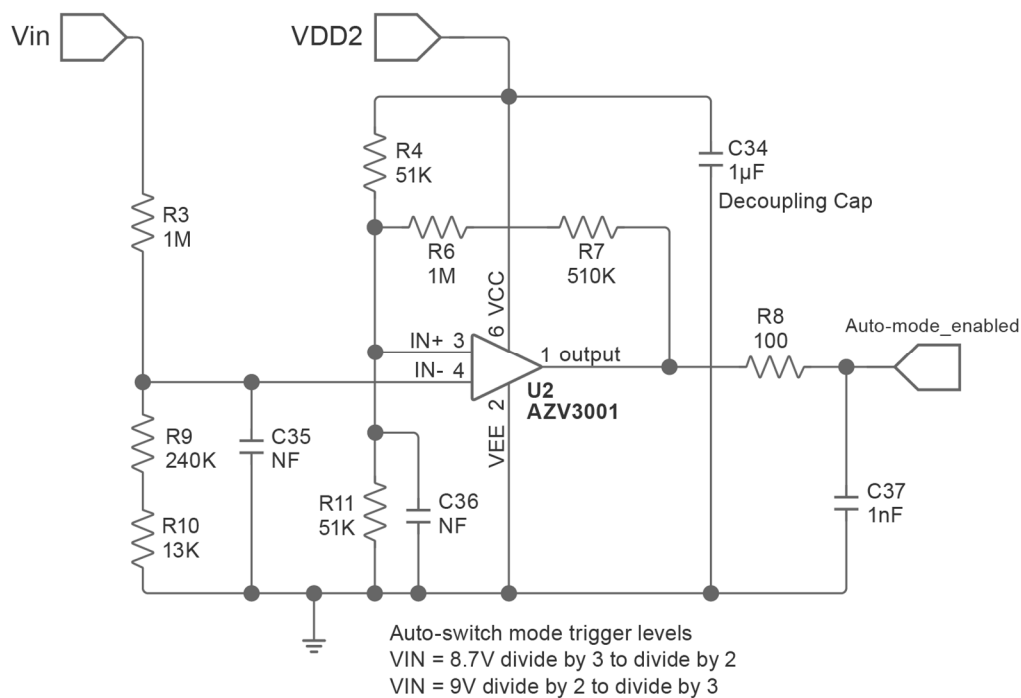 Vin
VDD2
R4
51K
C34
1µF
Decoupling Cap
R3
1M
R6
1M
R7
510K
6 VCC
IN+ 3
IN- 4
1 output
U2
AZV3001
VEE 2
R8
100
Auto-mode_enabled
R9
240K
C35
NF
R10
13K
R11
51K
C36
NF
C37
1nF
Auto-switch mode trigger levels
VIN = 8.7V divide by 3 to divide by 2
VIN = 9V divide by 2 to divide by 3